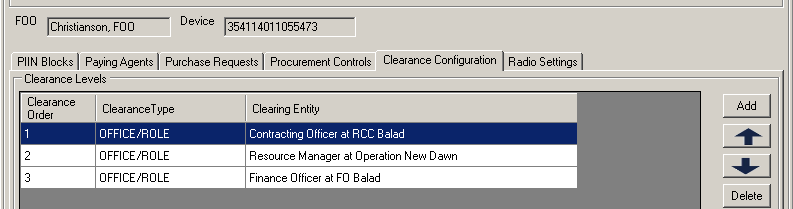 FOO Christianson, FOO Device 354114011055473
PIIN Blocks Paying Agents Purchase Requests Procurement Controls Clearance Configuration Radio Settings
Clearance Levels
Clearance Order ClearanceType Clearing Entity
1 OFFICE/ROLE Contracting Officer at RCC Balad
2 OFFICE/ROLE Resource Manager at Operation New Dawn
3 OFFICE/ROLE Finance Officer at FO Balad
Add
Delete